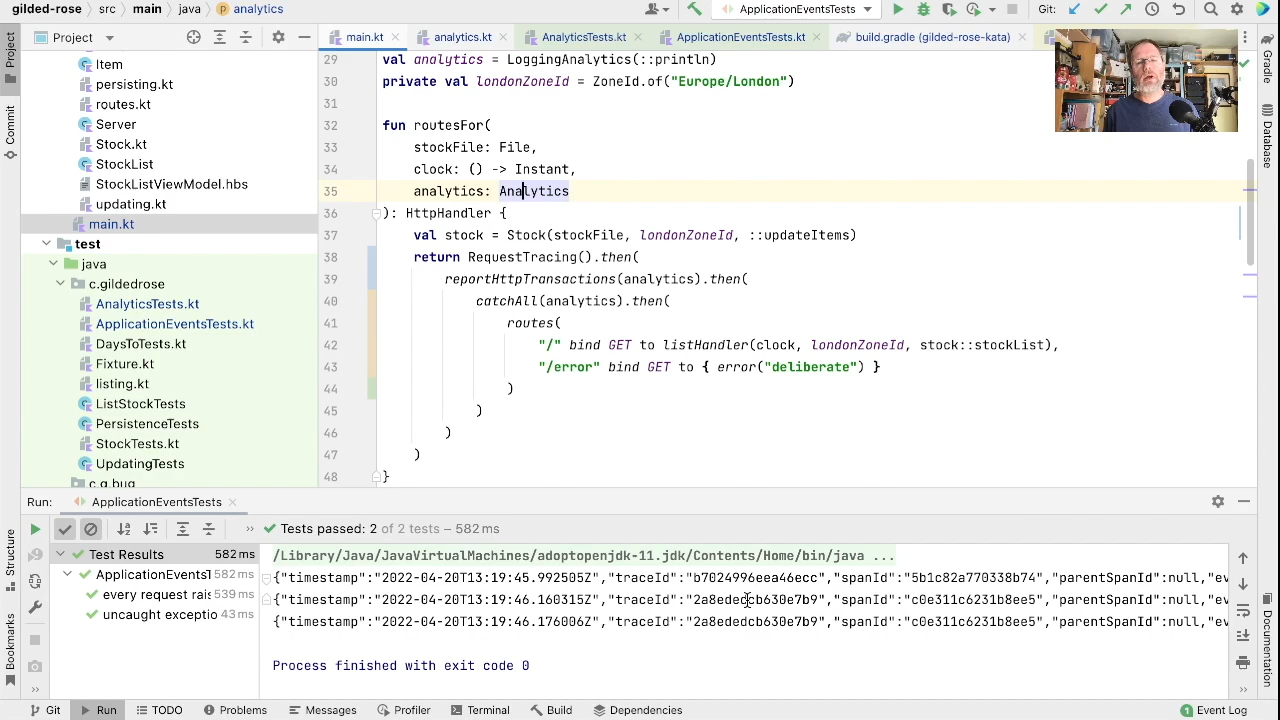 gilded-rose > src > main > java > analytics
ApplicationEventsTests
Git:
Project
main.kt
analytics.kt
AnalyticsTests.kt
ApplicationEventsTests.kt
build.gradle (gilded-rose-kata)
Project
Commit
Structure
Bookmarks
Item
persisting.kt
routes.kt
Server
Stock.kt
StockList
StockListViewModel.hbs
updating.kt
main.kt
test
java
c.gildedrose
AnalyticsTests.kt
ApplicationEventsTests.kt
DaysToTests.kt
Fixture.kt
listing.kt
ListStockTests
PersistenceTests
StockTests.kt
UpdatingTests
c.g.bug
29 val analytics = LoggingAnalytics(::println)
30 private val londonZoneId = ZoneId.of("Europe/London")
31
32 fun routesFor(
33 stockFile: File,
34 clock: () -> Instant,
35 analytics: Analytics
36 ): HttpHandler {
37 val stock = Stock(stockFile, londonZoneId, ::updateItems)
38 return RequestTracing().then(
39 reportHttpTransactions(analytics).then(
40 catchAll(analytics).then(
41 routes(
42 "/" bind GET to listHandler(clock, londonZoneId, stock::stockList),
43 "/error" bind GET to { error("deliberate") }
44 )
45 )
46 )
47 )
48 }
Gradle
Database
Documentation
Run: ApplicationEventsTests
Tests passed: 2 of 2 tests – 582 ms
Test Results 582 ms
ApplicationEventsT 582 ms
every request rais 539 ms
uncaught exceptio 43 ms
/Library/Java/JavaVirtualMachines/adoptopenjdk-11.jdk/Contents/Home/bin/java ...
{"timestamp":"2022-04-20T13:19:45.992505Z","traceId":"b7024996eea46ecc","spanId":"5b1c82a770338b74","parentSpanId":null,"ev
{"timestamp":"2022-04-20T13:19:46.160315Z","traceId":"2a8ededcb630e7b9","spanId":"c0e311c6231b8ee5","parentSpanId":null,"ev
{"timestamp":"2022-04-20T13:19:46.176006Z","traceId":"2a8ededcb630e7b9","spanId":"c0e311c6231b8ee5","parentSpanId":null,"ev
Process finished with exit code 0
Git Run TODO Problems Messages Profiler Terminal Build Dependencies 1 Event Log